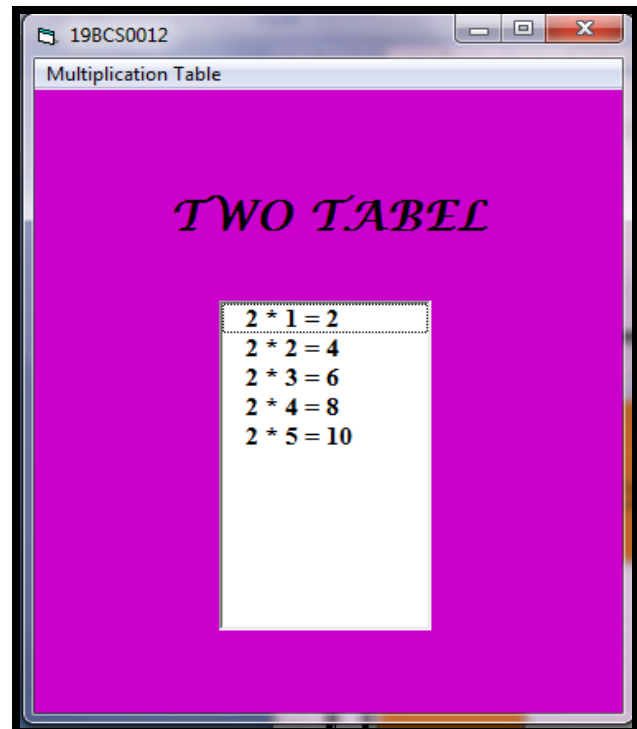 19BCS0012
Multiplication Table
TWO TABEL
2 * 1 = 2
2 * 2 = 4
2 * 3 = 6
2 * 4 = 8
2 * 5 = 10